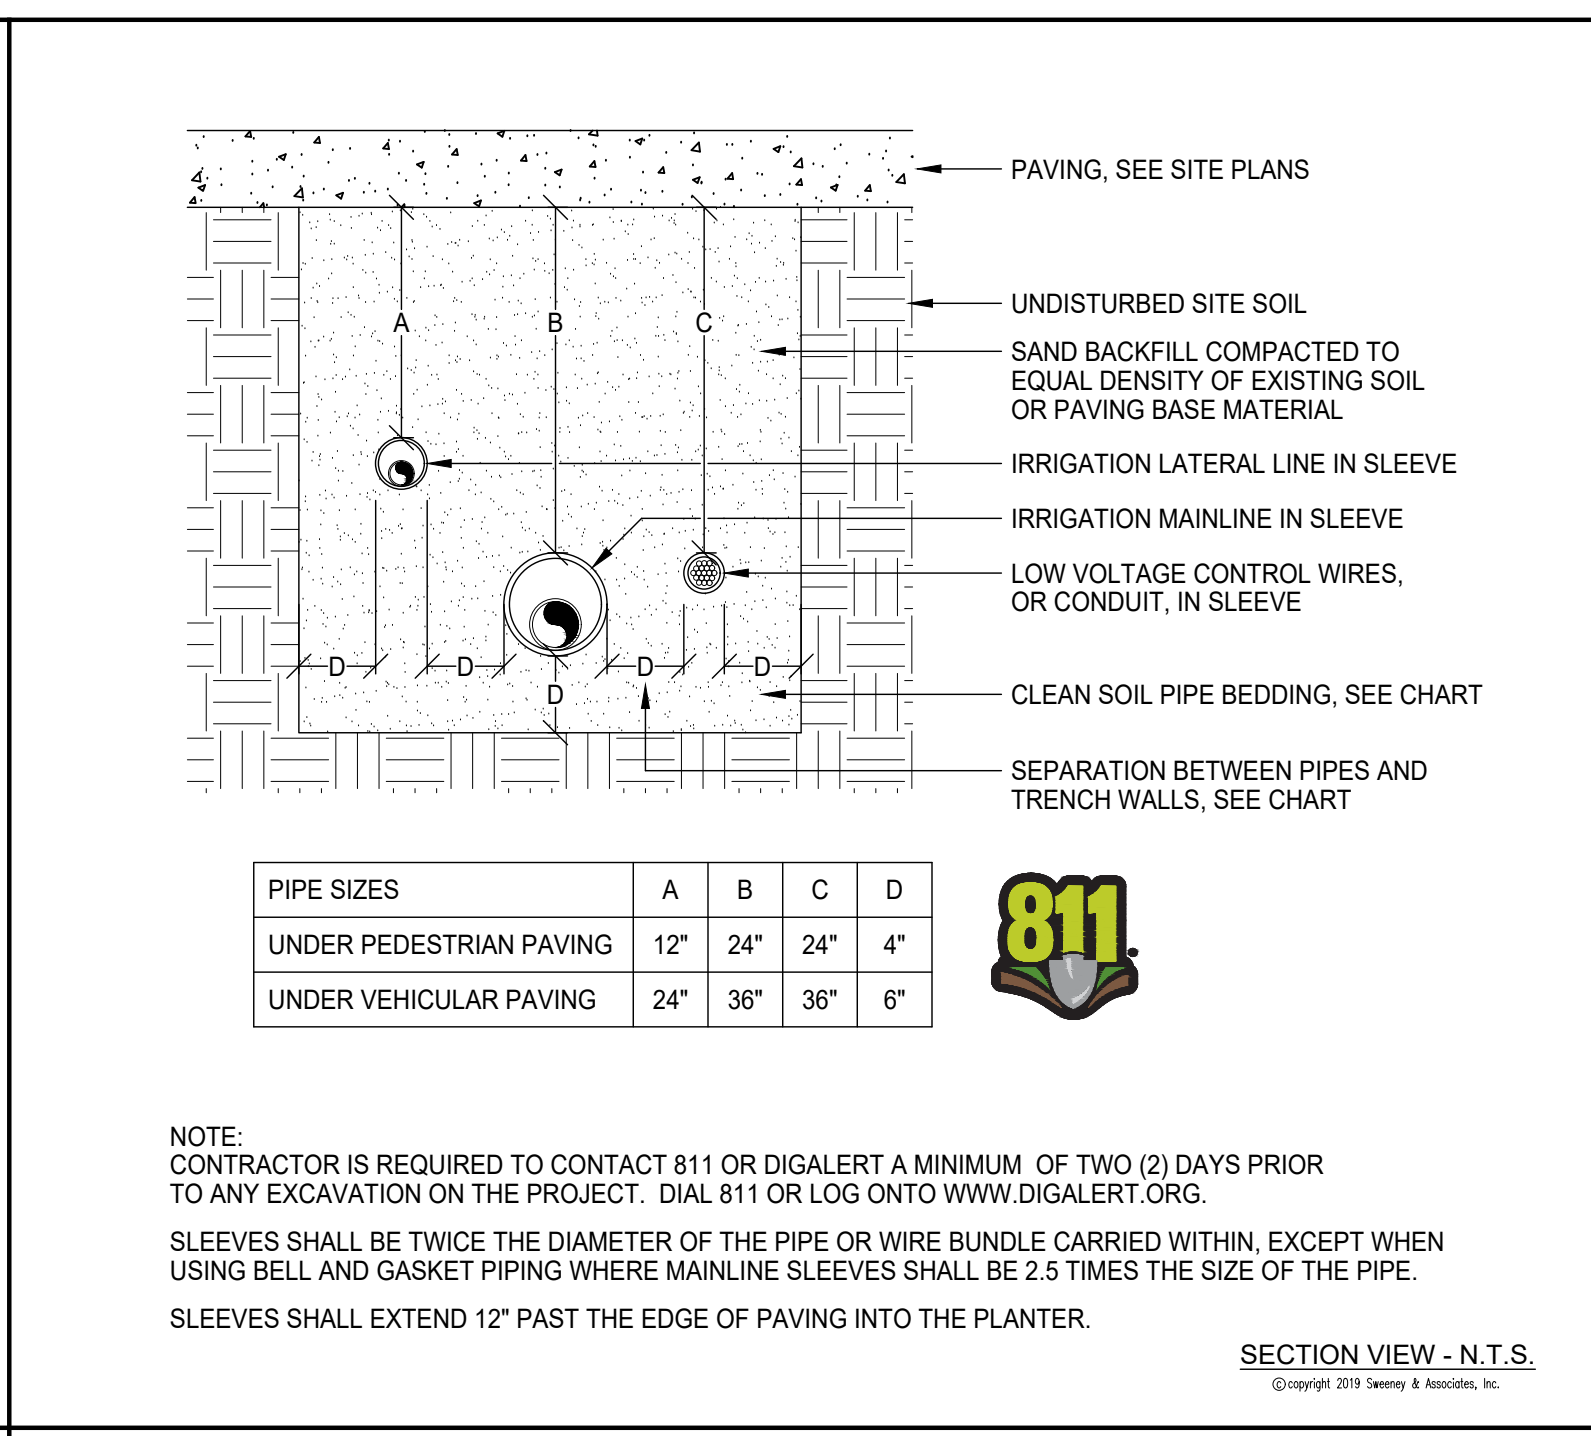 PAVING, SEE SITE PLANS
UNDISTURBED SITE SOIL
A
B
C
SAND BACKFILL COMPACTED TO
EQUAL DENSITY OF EXISTING SOIL
OR PAVING BASE MATERIAL
IRRIGATION LATERAL LINE IN SLEEVE
IRRIGATION MAINLINE IN SLEEVE
LOW VOLTAGE CONTROL WIRES,
OR CONDUIT, IN SLEEVE
D
D
D
D
D
CLEAN SOIL PIPE BEDDING, SEE CHART
SEPARATION BETWEEN PIPES AND
TRENCH WALLS, SEE CHART
PIPE SIZES A B C D
UNDER PEDESTRIAN PAVING 12" 24" 24" 4"
UNDER VEHICULAR PAVING 24" 36" 36" 6"
811
NOTE:
CONTRACTOR IS REQUIRED TO CONTACT 811 OR DIGALERT A MINIMUM OF TWO (2) DAYS PRIOR
TO ANY EXCAVATION ON THE PROJECT. DIAL 811 OR LOG ONTO WWW.DIGALERT.ORG.
SLEEVES SHALL BE TWICE THE DIAMETER OF THE PIPE OR WIRE BUNDLE CARRIED WITHIN, EXCEPT WHEN
USING BELL AND GASKET PIPING WHERE MAINLINE SLEEVES SHALL BE 2.5 TIMES THE SIZE OF THE PIPE.
SLEEVES SHALL EXTEND 12" PAST THE EDGE OF PAVING INTO THE PLANTER.
SECTION VIEW - N.T.S.
© copyright 2019 Sweeney & Associates, Inc.